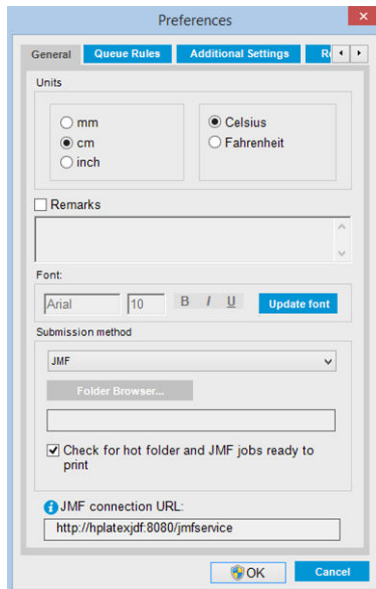 Preferences
General Queue Rules Additional Settings
Units
mm
cm
inch
Celsius
Fahrenheit
Remarks
Font:
Arial 10 B I U Update font
Submission method
JMF
Folder Browser...
Check for hot folder and JMF jobs ready to
print
JMF connection URL:
http://hplatexjdf:8080/jmfservice
OK Cancel